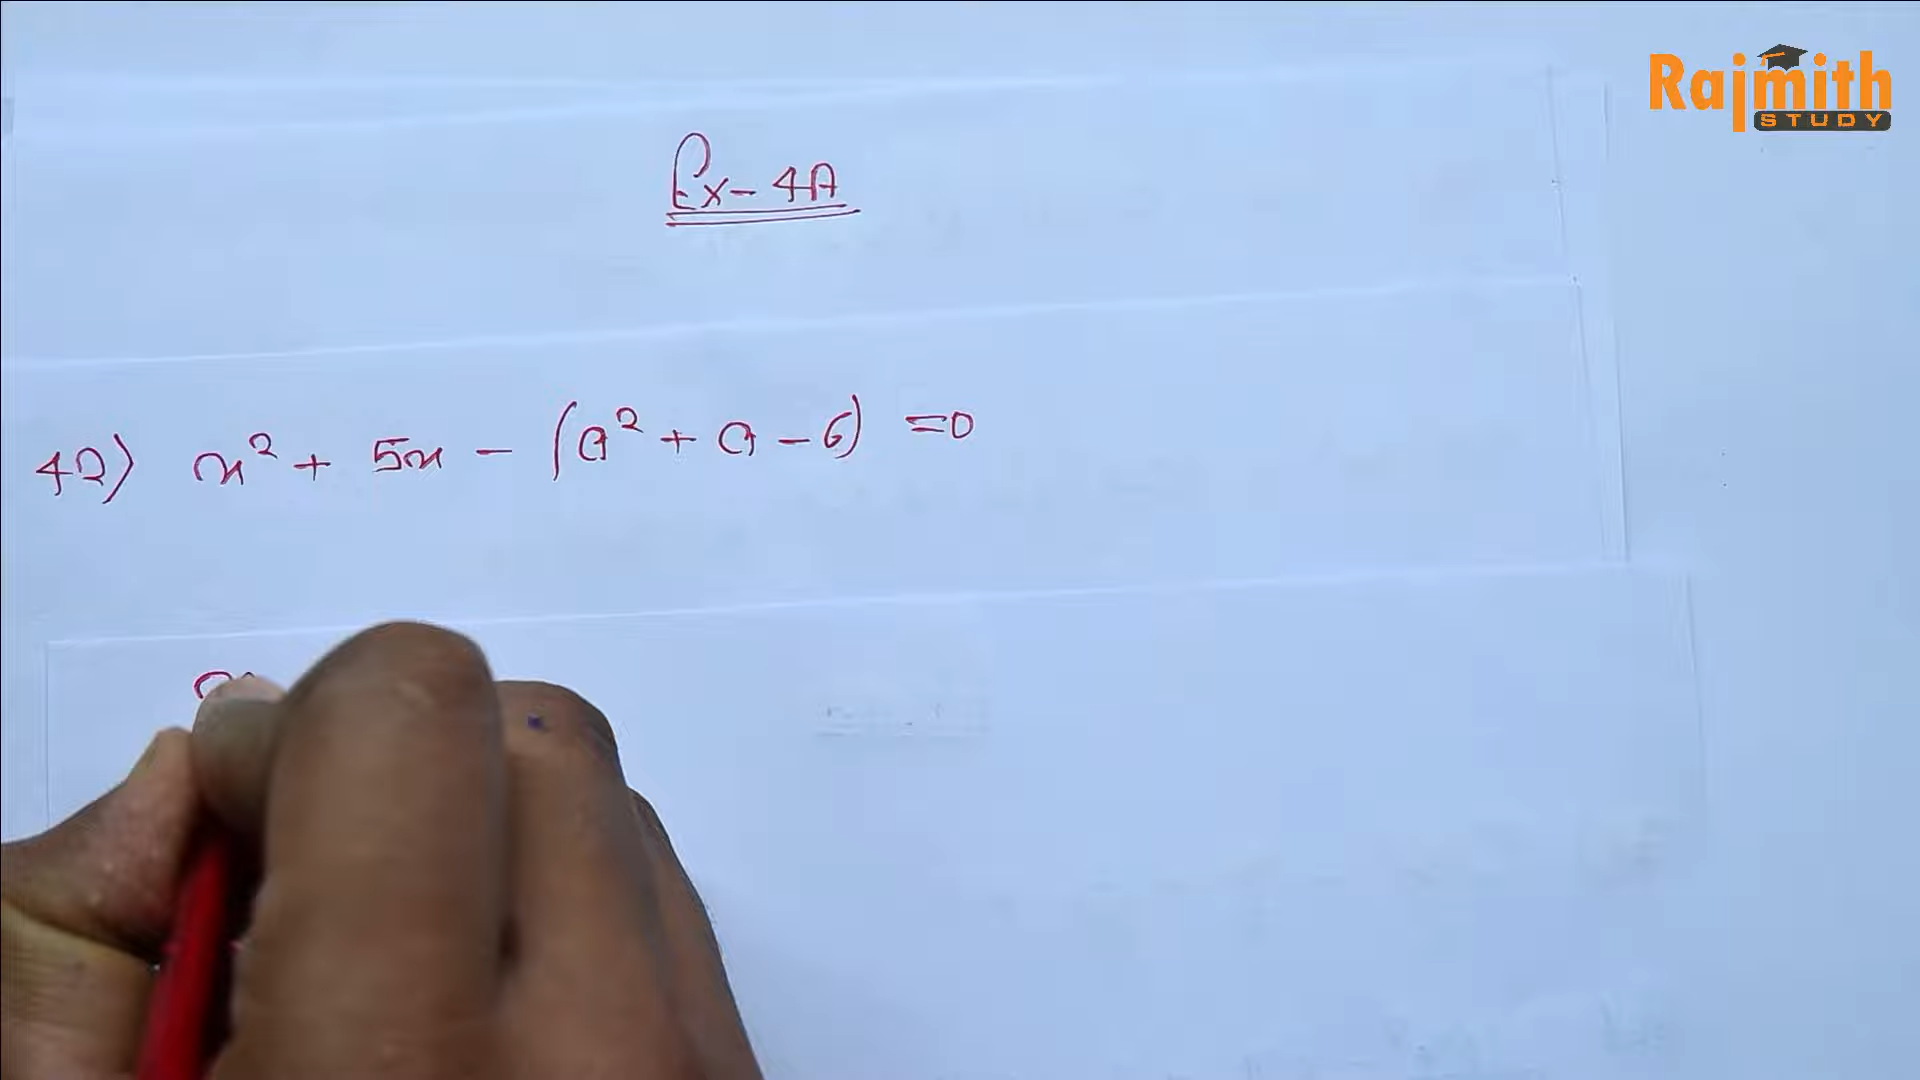 Rajmith
STUDY
Ex-4A
42) x² + 5x - (a² + a - 6) = 0